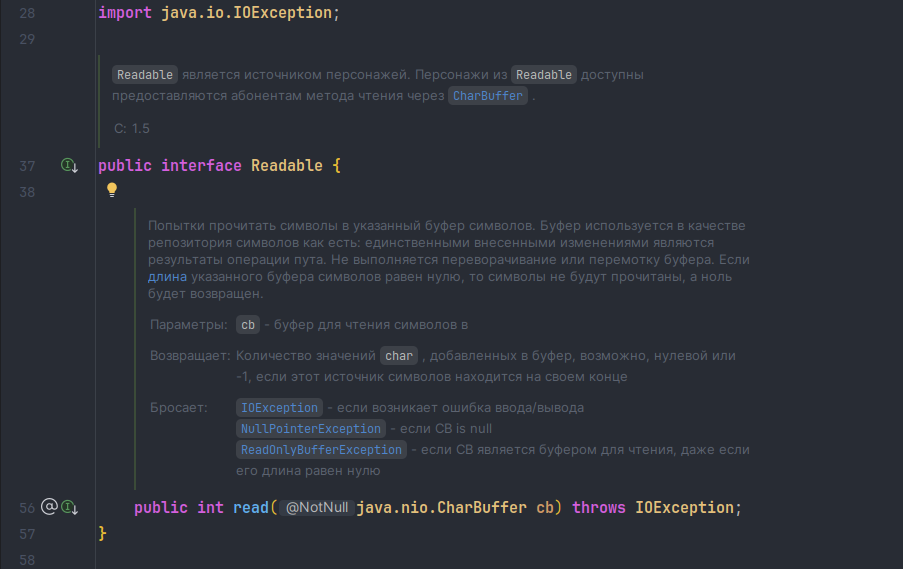 28 import java.io.IOException;
29
Readable является источником персонажей. Персонажи из Readable доступны
предоставляются абонентам метода чтения через CharBuffer .
С: 1.5
37 public interface Readable {
38
Попытки прочитать символы в указанный буфер символов. Буфер используется в качестве
репозитория символов как есть: единственными внесенными изменениями являются
результаты операции пута. Не выполняется переворачивание или перемотку буфера. Если
длина указанного буфера символов равен нулю, то символы не будут прочитаны, а ноль
будет возвращен.
Параметры: cb - буфер для чтения символов в
Возвращает: Количество значений char , добавленных в буфер, возможно, нулевой или
-1, если этот источник символов находится на своем конце
Бросает: IOException - если возникает ошибка ввода/вывода
NullPointerException - если CB is null
ReadOnlyBufferException - если CB является буфером для чтения, даже если
его длина равен нулю
56 @ public int read(@NotNull java.nio.CharBuffer cb) throws IOException;
57 }
58